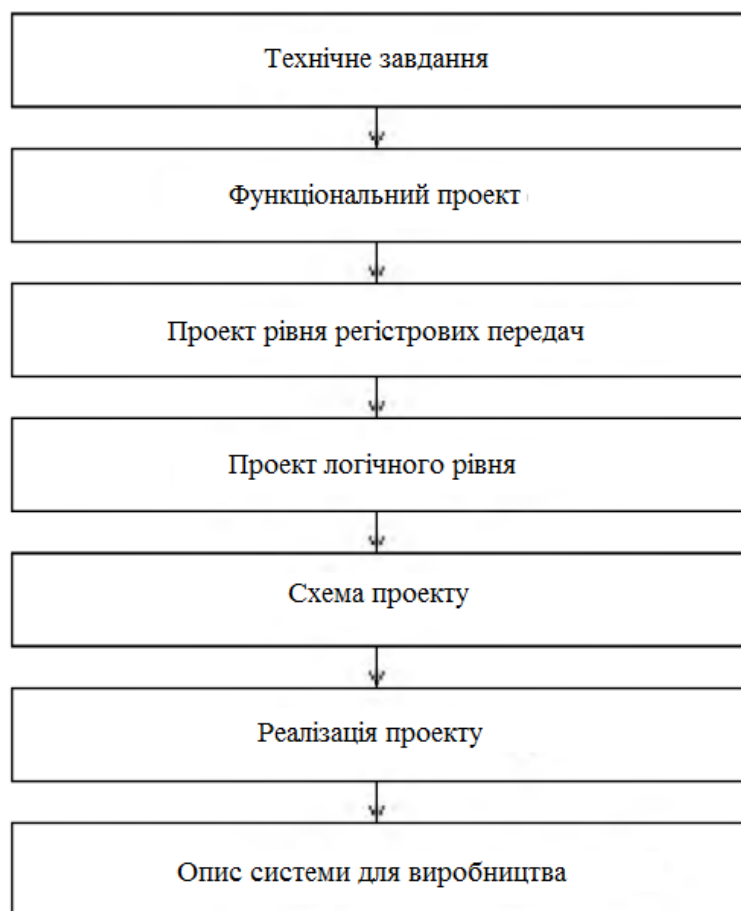 Технічне завдання
Функціональний проект
Проект рівня регістрових передач
Проект логічного рівня
Схема проекту
Реалізація проекту
Опис системи для виробництва